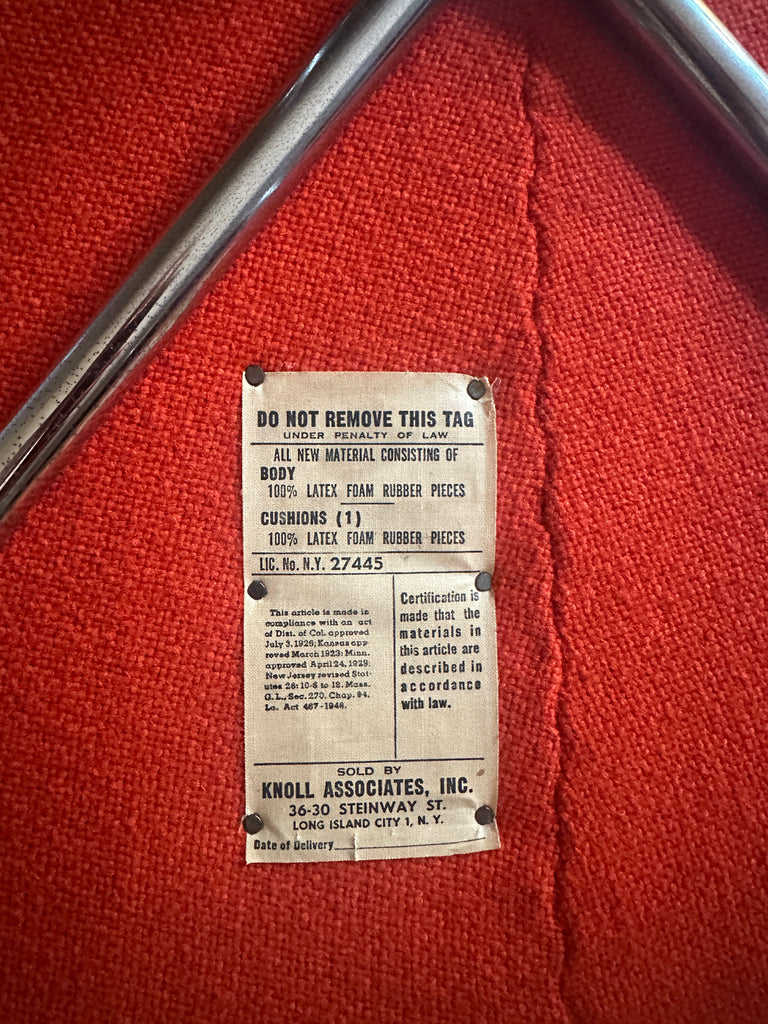 DO NOT REMOVE THIS TAG
UNDER PENALTY OF LAW
ALL NEW MATERIAL CONSISTING OF
BODY
100% LATEX FOAM RUBBER PIECES
CUSHIONS (1)
100% LATEX FOAM RUBBER PIECES
LIC. No. N.Y. 27445
This article is made in
compliance with an act
of Dist. of Col. approved
July 3, 1926; Kansas app-
roved March 1923; Minn.
approved April 24, 1929;
New Jersey revised Stat-
utes 26:10-6 to 18. Mass.
G.L., Sec. 270. Chap. 94.
La. Act 467-1948.
Certification is
made that the
materials in
this article are
described in
accordance
with law.
SOLD BY
KNOLL ASSOCIATES, INC.
36-30 STEINWAY ST.
LONG ISLAND CITY 1, N. Y.
Date of Delivery